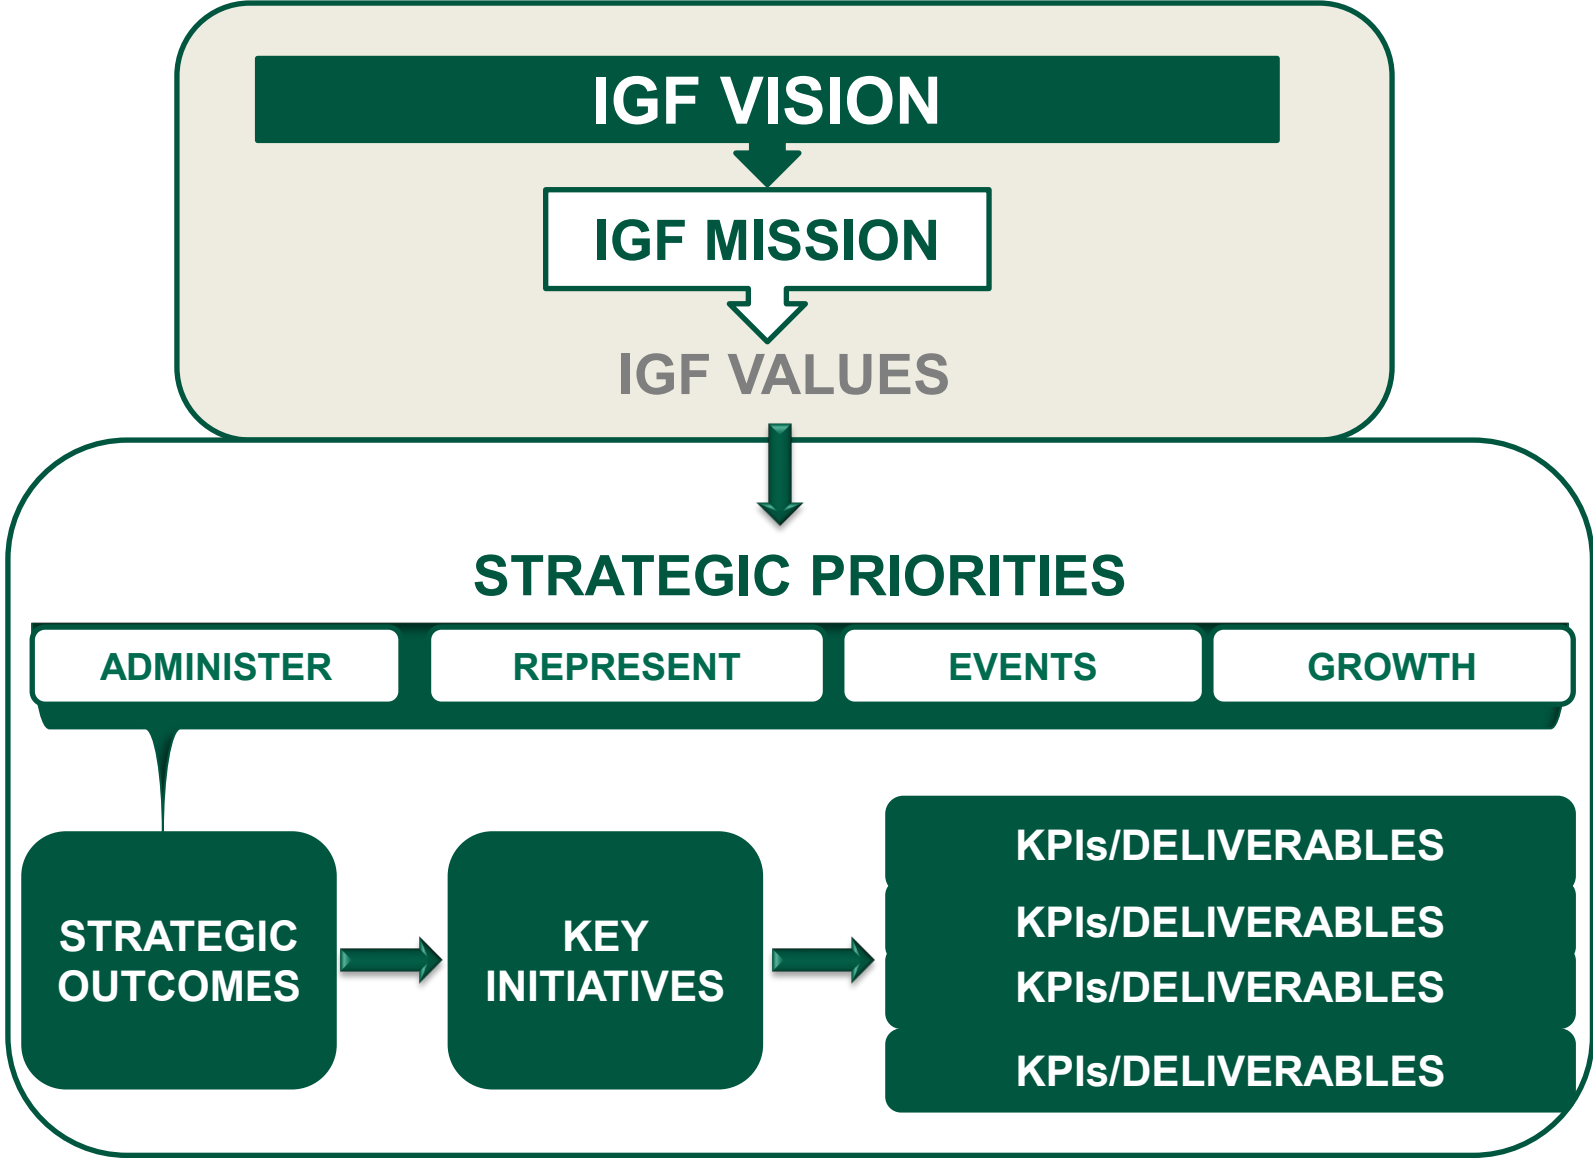 IGF VISION
IGF MISSION
IGF VALUES
STRATEGIC PRIORITIES
ADMINISTER
REPRESENT
EVENTS
GROWTH
STRATEGIC
OUTCOMES
KEY
INITIATIVES
KPIs/DELIVERABLES
KPIs/DELIVERABLES
KPIs/DELIVERABLES
KPIs/DELIVERABLES